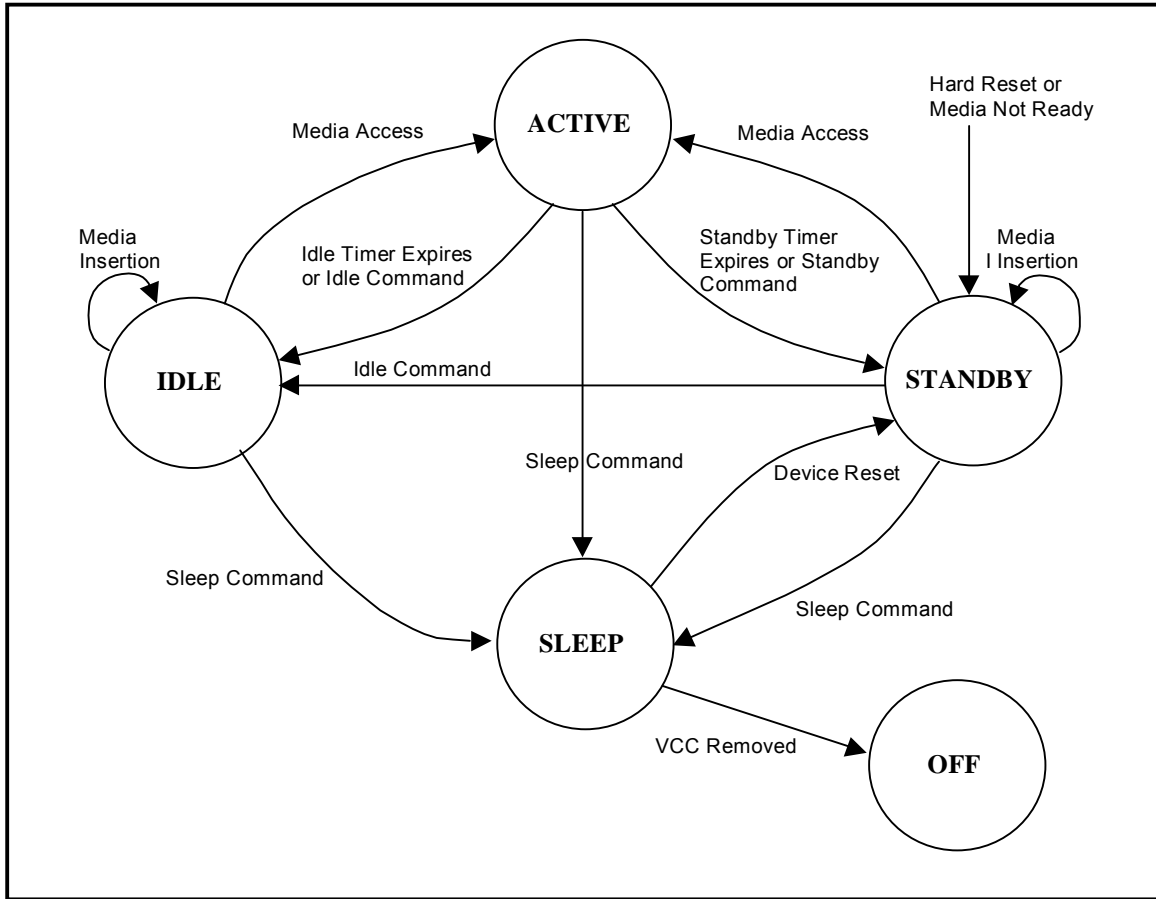 Hard Reset or
Media Not Ready
ACTIVE
Media Access
Media Access
Media
Insertion
Idle Timer Expires
or Idle Command
Standby Timer
Expires or Standby
Command
Media
I Insertion
IDLE
Idle Command
STANDBY
Sleep Command
Device Reset
Sleep Command
Sleep Command
SLEEP
VCC Removed
OFF